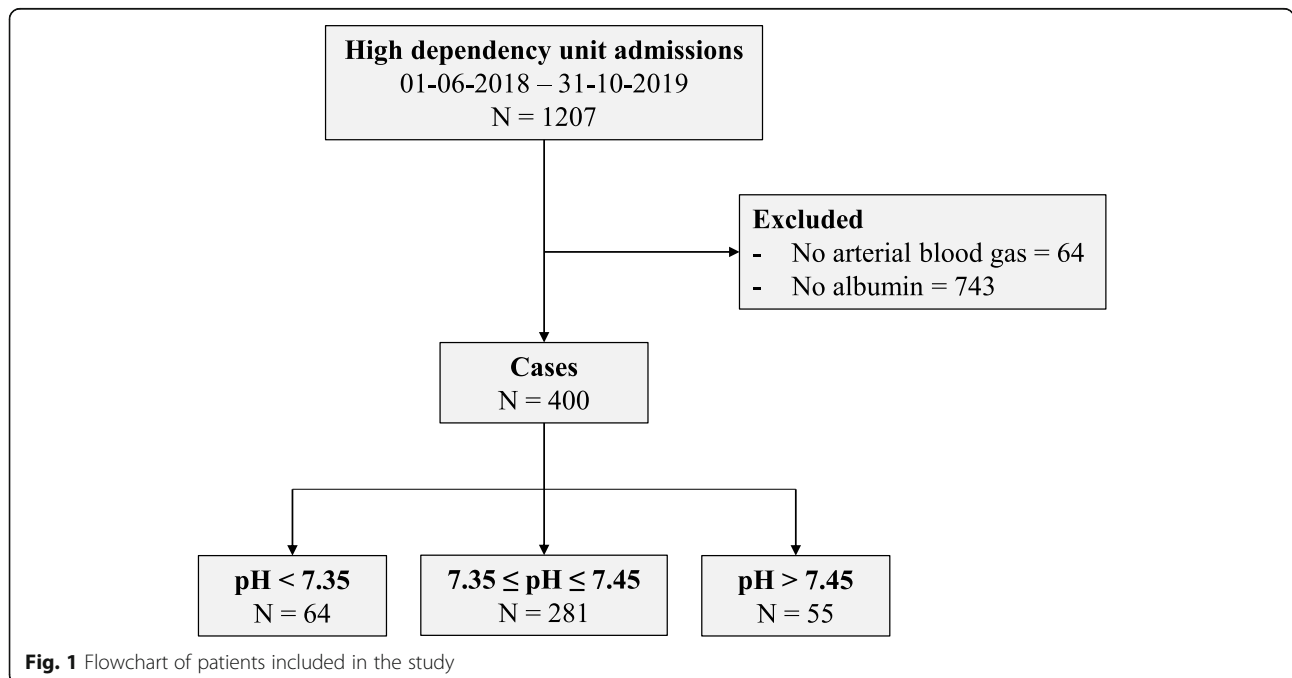 High dependency unit admissions
01-06-2018 – 31-10-2019
N = 1207
Excluded
- No arterial blood gas = 64
- No albumin = 743
Cases
N = 400
pH < 7.35
N = 64
7.35 ≤ pH ≤ 7.45
N = 281
pH > 7.45
N = 55
Fig. 1 Flowchart of patients included in the study